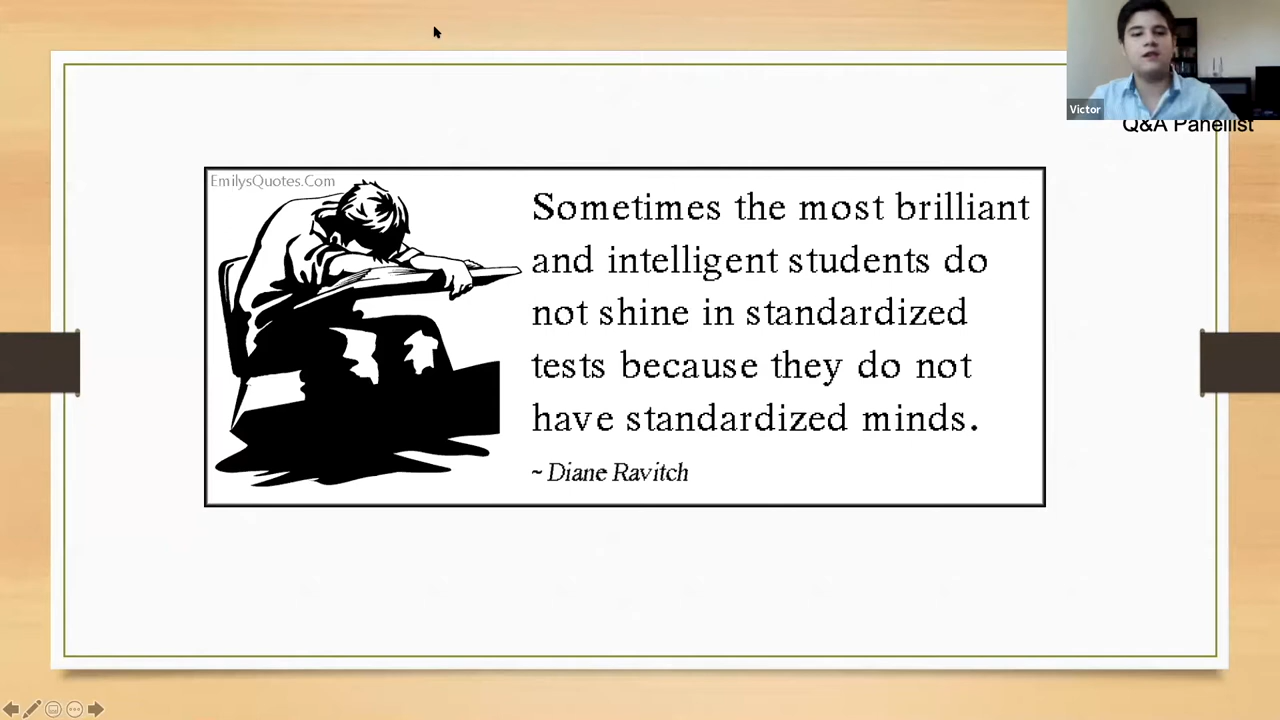 Victor
Q&A Panellist
EmilysQuotes.Com
Sometimes the most brilliant
and intelligent students do
not shine in standardized
tests because they do not
have standardized minds.
~ Diane Ravitch